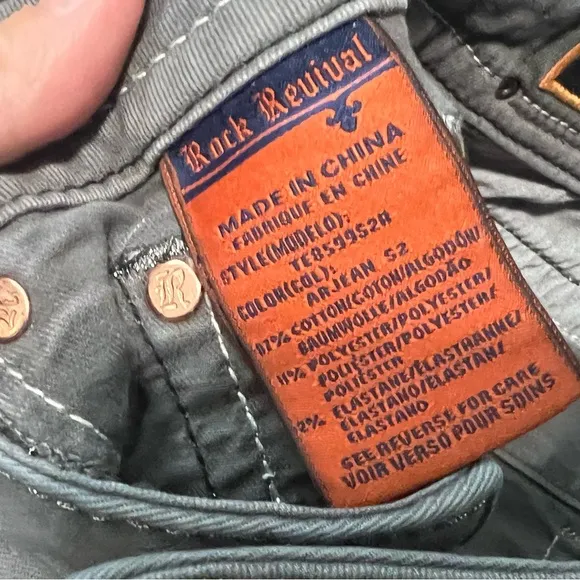 Rock Revival
MADE IN CHINA
FABRIQUE EN CHINE
STYLE(MODELO):
TE8599S2R
COLOR(COL):
ARJEAN S2
87% COTTON/COTON/ALGODÓN/
BAUMWOLLE/ALGODÃO
11% POLYESTER/POLYESTER/
POLIESTER/POLYESTER/
POLIESTER
2% ELASTANE/ELASTHANNE/
ELASTANO/ELASTAN/
ELASTANO
SEE REVERSE FOR CARE
VOIR VERSO POUR SOINS
R